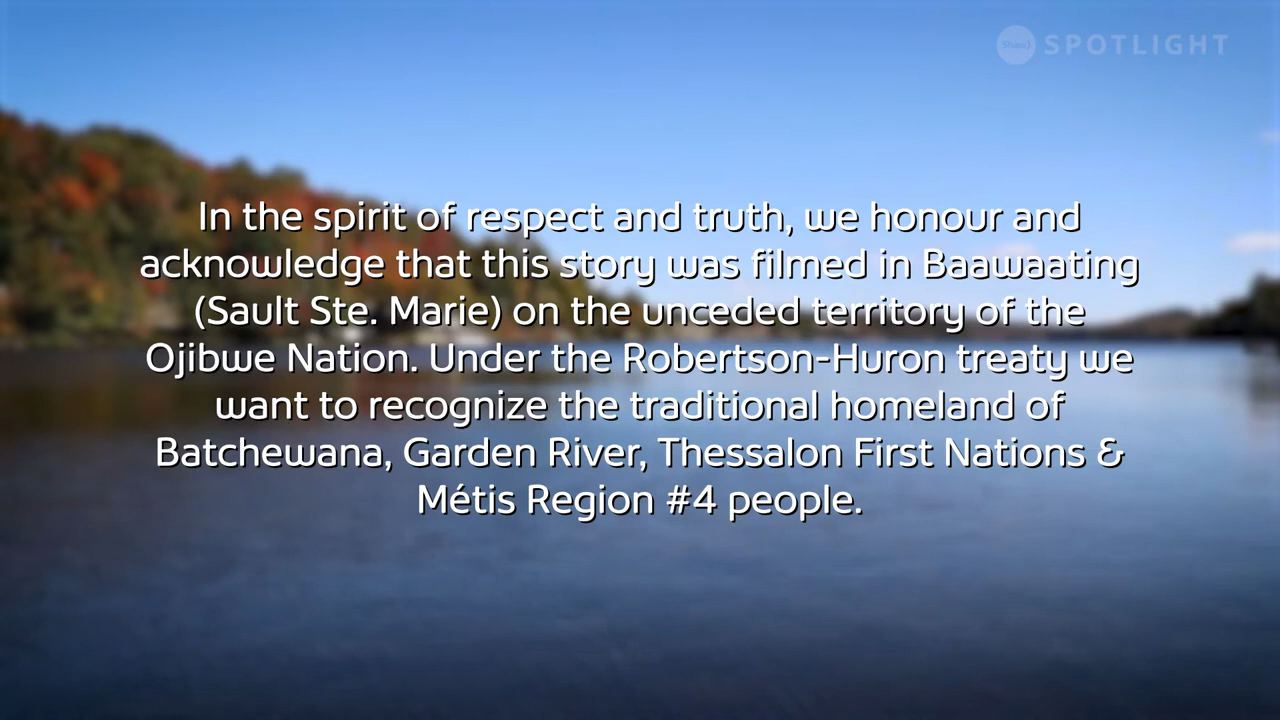 Shaw) SPOTLIGHT
In the spirit of respect and truth, we honour and
acknowledge that this story was filmed in Baawaating
(Sault Ste. Marie) on the unceded territory of the
Ojibwe Nation. Under the Robertson-Huron treaty we
want to recognize the traditional homeland of
Batchewana, Garden River, Thessalon First Nations &
Métis Region #4 people.